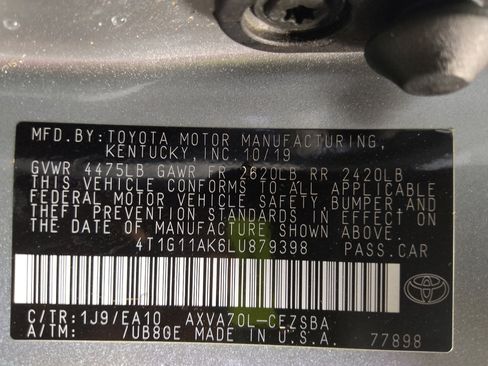 MFD.BY:TOYOTA MOTOR MANUFACTURING,
KENTUCKY, INC. 10/19
GVWR 4475LB GAWR FR 2620LB RR 2420LB
THIS VEHICLE CONFORMS TO ALL APPLICABLE
FEDERAL MOTOR VEHICLE SAFETY, BUMPER AND
THEFT PREVENTION STANDARDS IN EFFECT ON
THE DATE OF MANUFACTURE SHOWN ABOVE.
4T1G11AK6LU879398 PASS.CAR
C/TR:1J9/EA10 AXVA70L-CEZSBA
A/TM: 7UB8GE MADE IN U.S.A. 77898